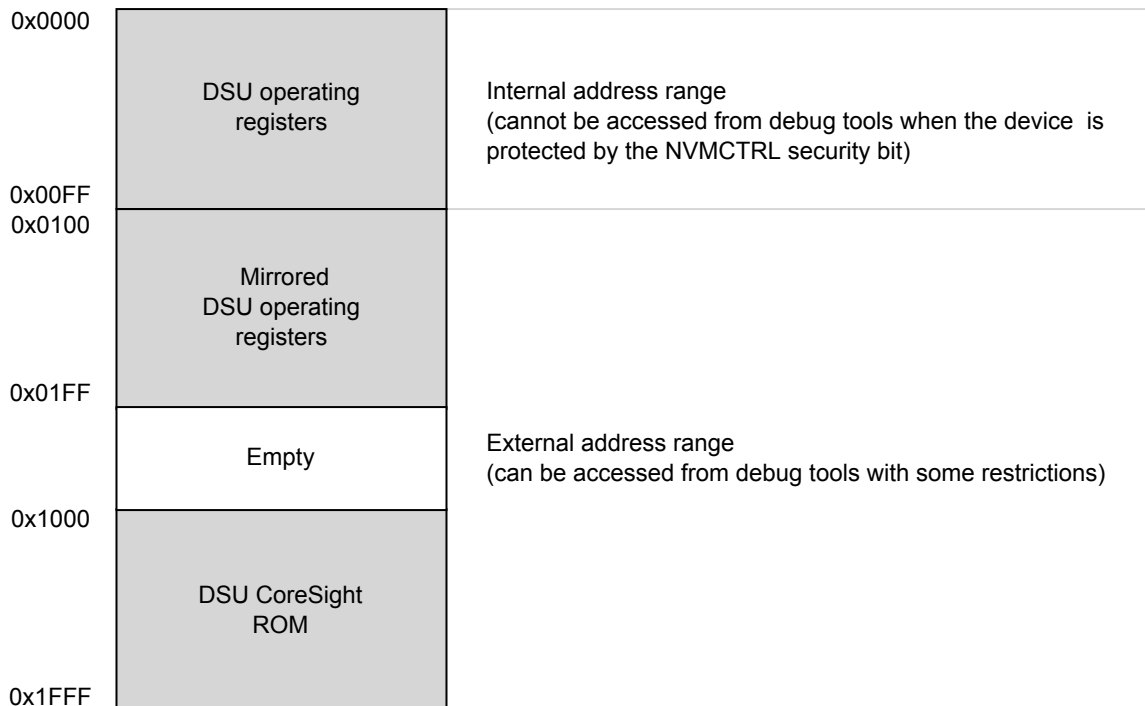 0x0000
DSU operating
registers
Internal address range
(cannot be accessed from debug tools when the device is
protected by the NVMCTRL security bit)
0x00FF
0x0100
Mirrored
DSU operating
registers
0x01FF
Empty
External address range
(can be accessed from debug tools with some restrictions)
0x1000
DSU CoreSight
ROM
0x1FFF